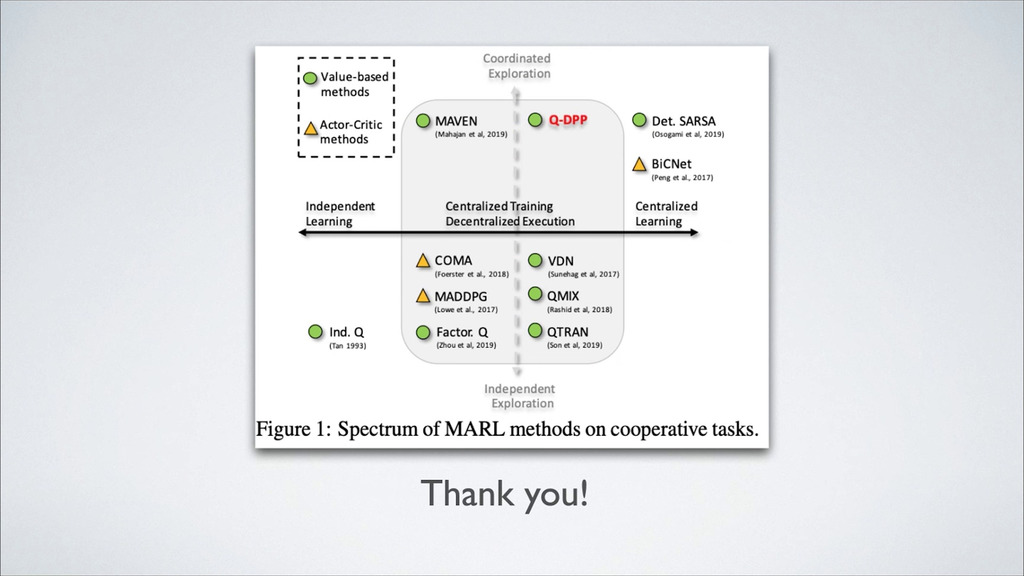 Coordinated
Exploration
Value-based
methods
Actor-Critic
methods
MAVEN
(Mahajan et al, 2019)
Q-DPP
Det. SARSA
(Osogami et al, 2019)
BiCNet
(Peng et al., 2017)
Independent
Learning
Centralized Training
Decentralized Execution
Centralized
Learning
COMA
(Foerster et al., 2018)
VDN
(Sunehag et al, 2017)
MADDPG
(Lowe et al., 2017)
QMIX
(Rashid et al, 2018)
Ind. Q
(Tan 1993)
Factor. Q
(Zhou et al, 2019)
QTRAN
(Son et al, 2019)
Independent
Exploration
Figure 1: Spectrum of MARL methods on cooperative tasks.
Thank you!